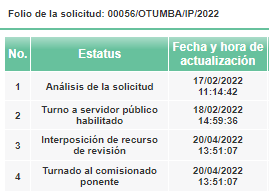 Folio de la solicitud: 00056/OTUMBA/IP/2022
No. Estatus Fecha y hora de
actualización
1 Análisis de la solicitud 17/02/2022
11:14:42
2 Turno a servidor público
habilitado 18/02/2022
14:59:36
3 Interposición de recurso
de revisión 20/04/2022
13:51:07
4 Turnado al comisionado
ponente 20/04/2022
13:51:07